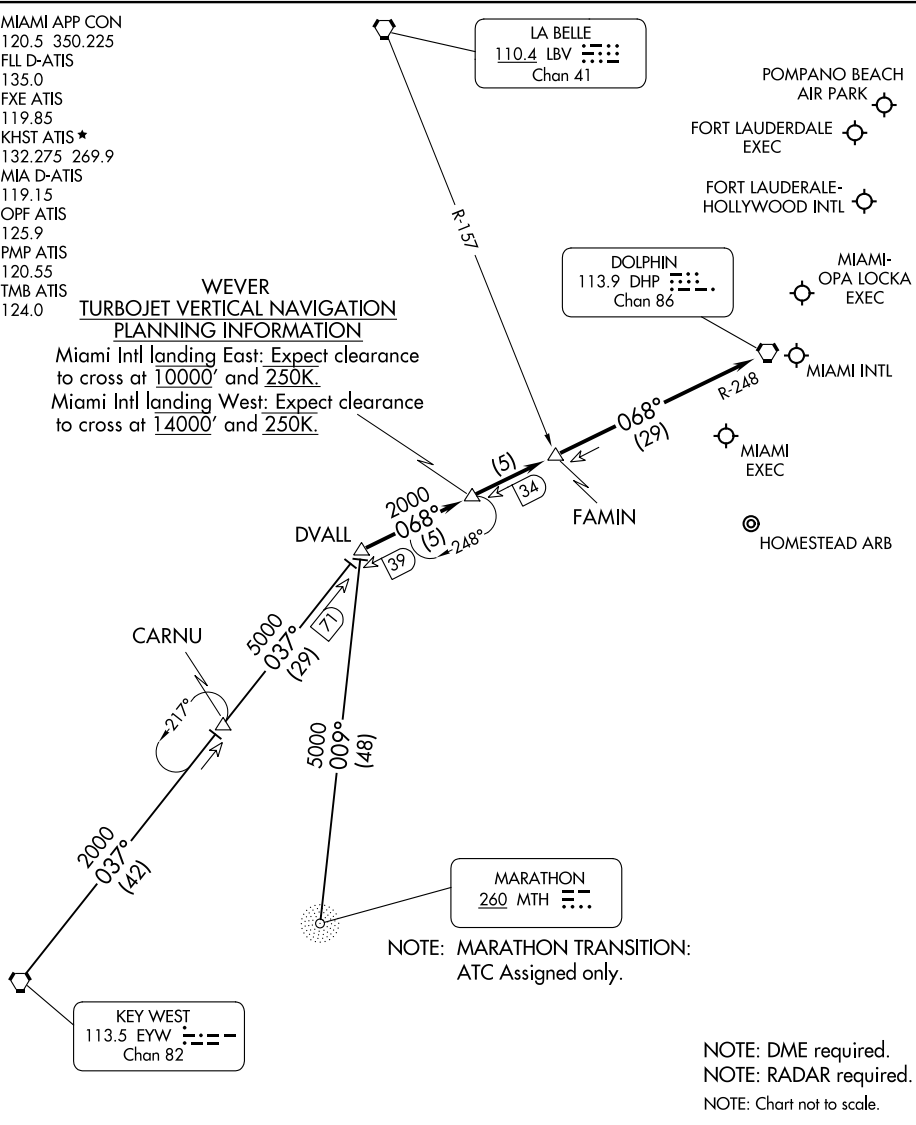 MIAMI APP CON
120.5 350.225
FLL D-ATIS
135.0
FXE ATIS
119.85
KHST ATIS ★
132.275 269.9
MIA D-ATIS
119.15
OPF ATIS
125.9
PMP ATIS
120.55
TMB ATIS
124.0
LA BELLE
110.4 LBV
Chan 41
POMPANO BEACH
AIR PARK
FORT LAUDERDALE
EXEC
FORT LAUDERALE-
HOLLYWOOD INTL
R-157
DOLPHIN
113.9 DHP
Chan 86
MIAMI-
OPA LOCKA
EXEC
MIAMI INTL
R-248
MIAMI
EXEC
HOMESTEAD ARB
WEVER
TURBOJET VERTICAL NAVIGATION
PLANNING INFORMATION
Miami Intl landing East: Expect clearance
to cross at 10000′ and 250K.
Miami Intl landing West: Expect clearance
to cross at 14000′ and 250K.
068°
(29)
(5)
34
FAMIN
2000
068°
(5)
248°
39
DVALL
71
5000
037°
(29)
CARNU
217°
5000
009°
(48)
2000
037°
(42)
MARATHON
260 MTH
NOTE: MARATHON TRANSITION:
ATC Assigned only.
KEY WEST
113.5 EYW
Chan 82
NOTE: DME required.
NOTE: RADAR required.
NOTE: Chart not to scale.